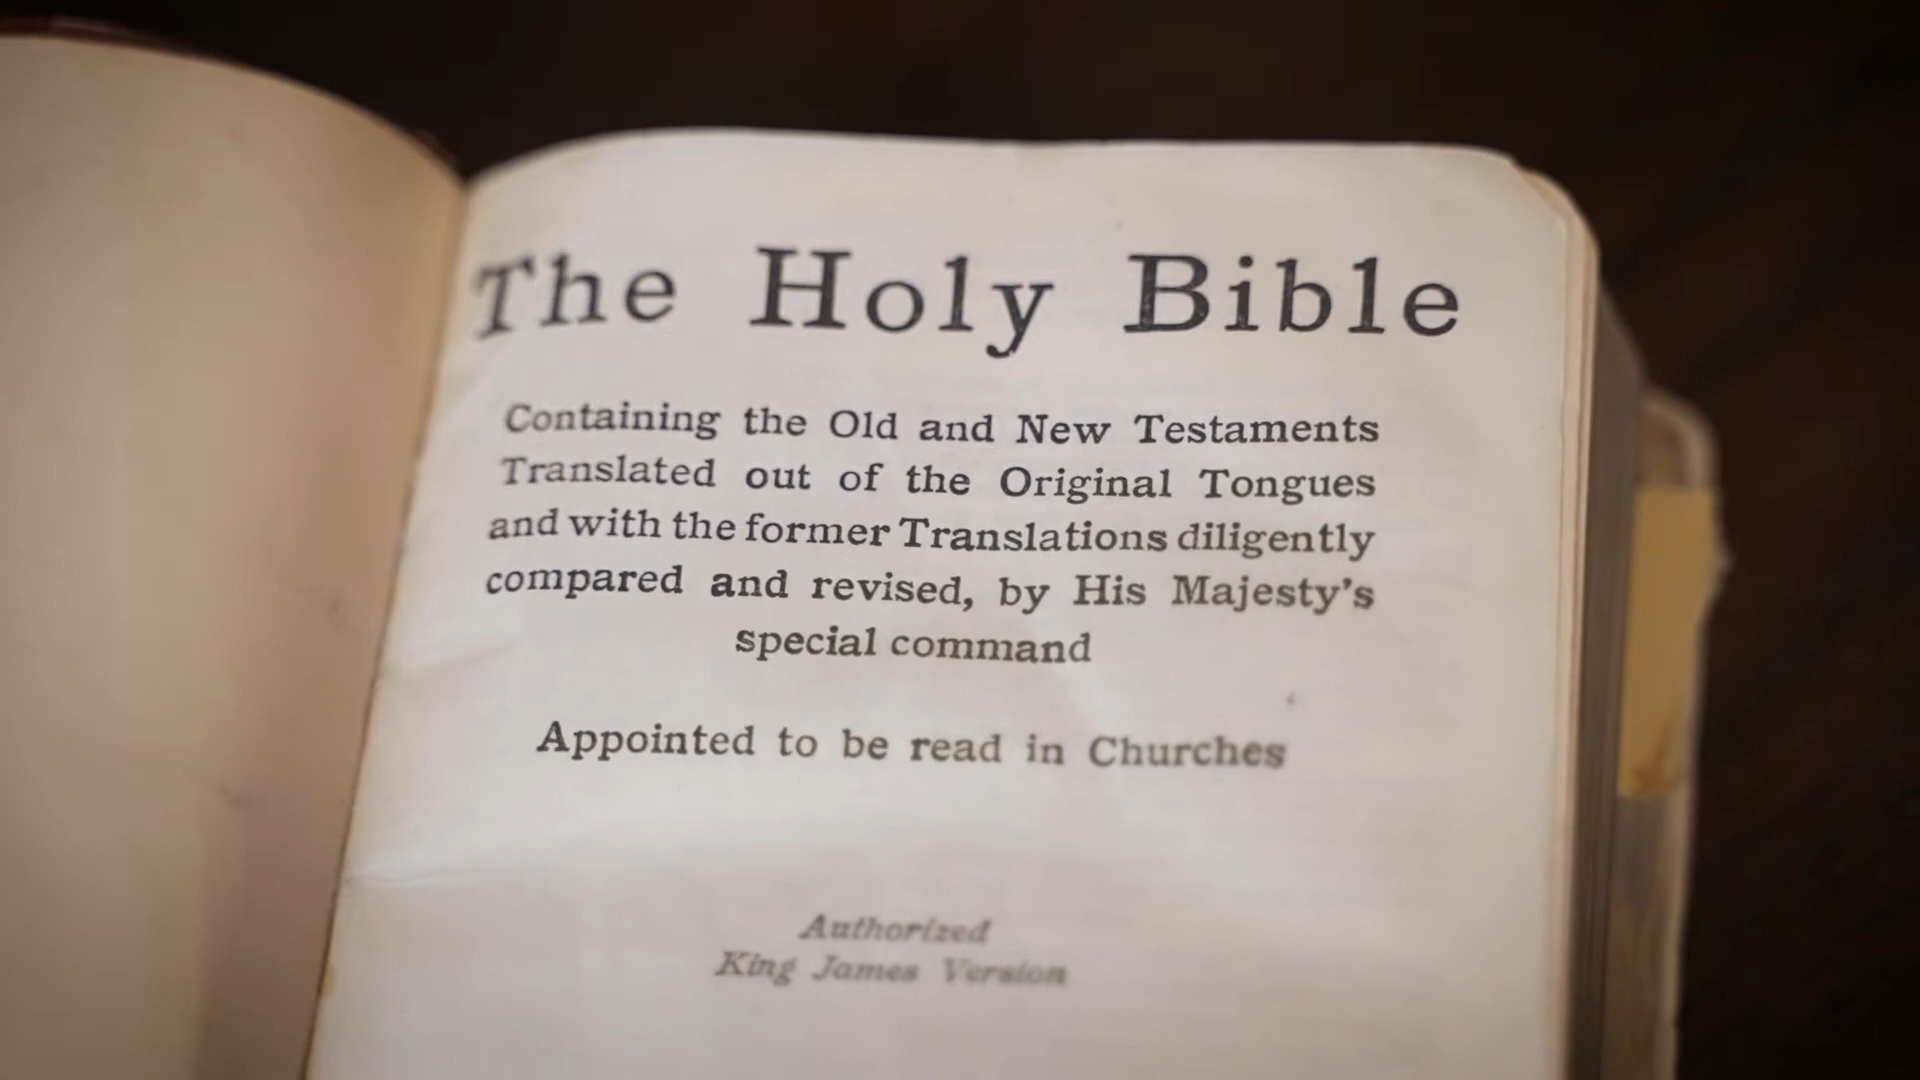 The Holy Bible
Containing the Old and New Testaments
Translated out of the Original Tongues
and with the former Translations diligently
compared and revised, by His Majesty's
special command
Appointed to be read in Churches
Authorized
King James Version